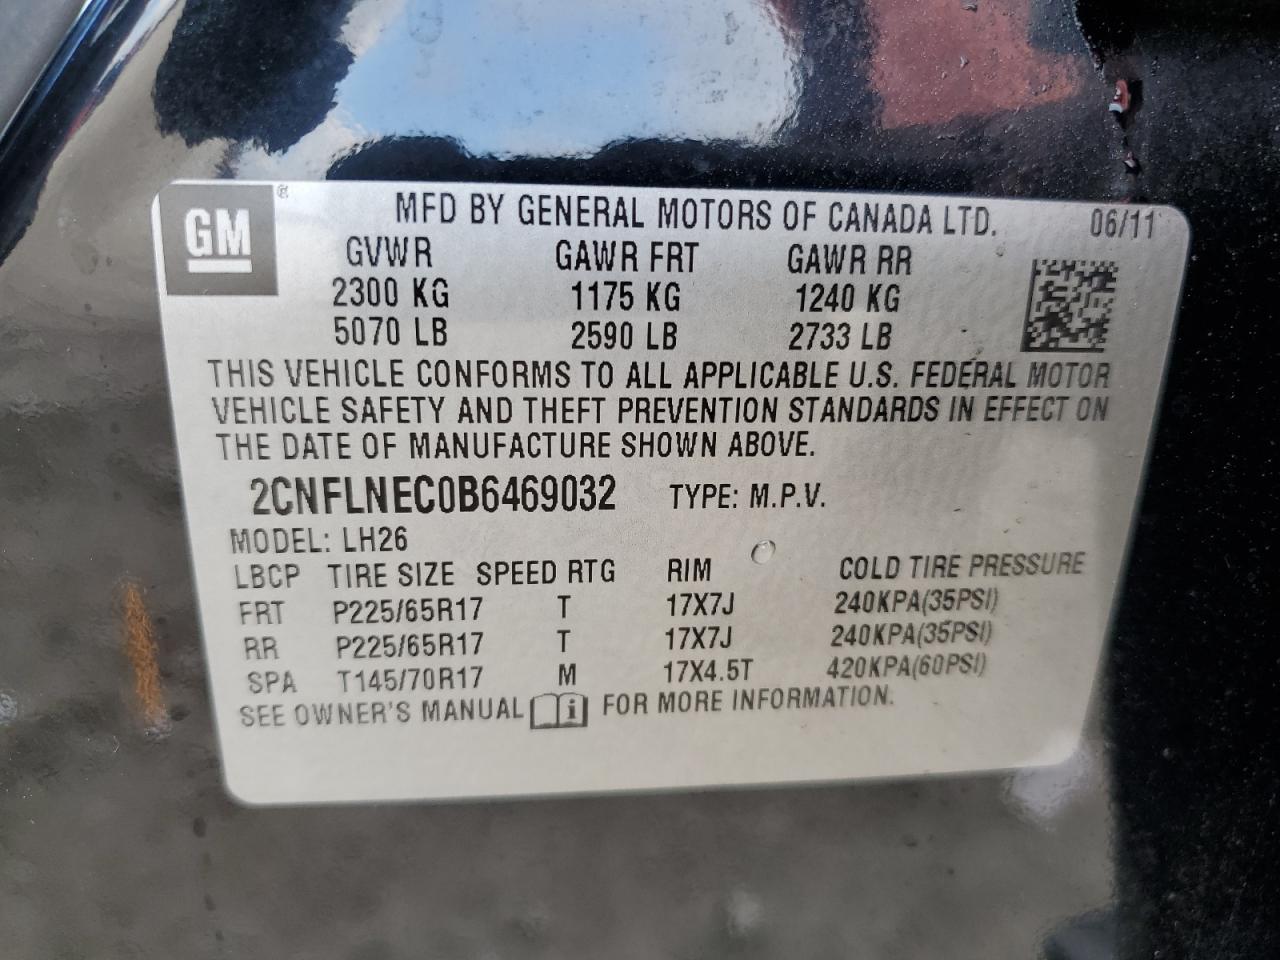 GM®
MFD BY GENERAL MOTORS OF CANADA LTD. 06/11
GVWR GAWR FRT GAWR RR
2300 KG 1175 KG 1240 KG
5070 LB 2590 LB 2733 LB
THIS VEHICLE CONFORMS TO ALL APPLICABLE U.S. FEDERAL MOTOR
VEHICLE SAFETY AND THEFT PREVENTION STANDARDS IN EFFECT ON
THE DATE OF MANUFACTURE SHOWN ABOVE.
2CNFLNEC0B6469032 TYPE: M.P.V.
MODEL: LH26
LBCP TIRE SIZE SPEED RTG RIM COLD TIRE PRESSURE
FRT P225/65R17 T 17X7J 240KPA(35PSI)
RR P225/65R17 T 17X7J 240KPA(35PSI)
SPA T145/70R17 M 17X4.5T 420KPA(60PSI)
SEE OWNER'S MANUAL i FOR MORE INFORMATION.